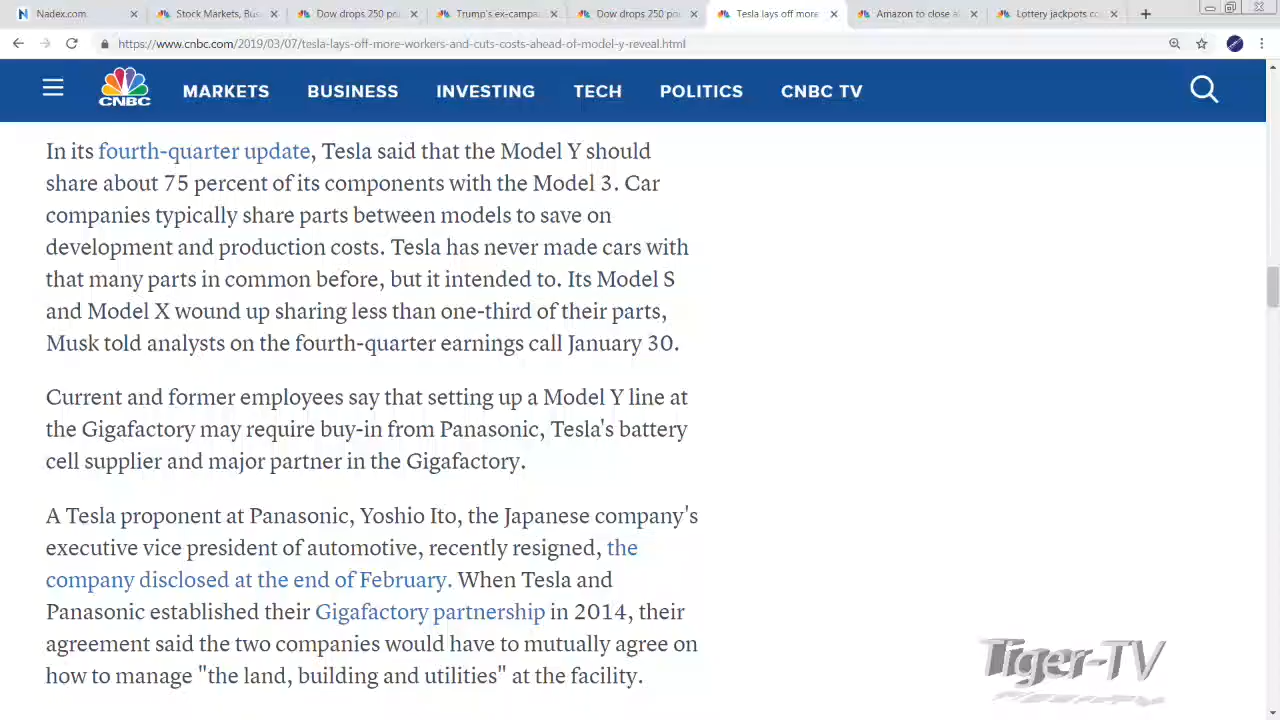 Nadex.com
Stock Markets, Bus
Dow drops 250 po
Trump's ex-campa
Dow drops 250 po
Tesla lays off more
Amazon to close a
Lottery jackpots co
https://www.cnbc.com/2019/03/07/tesla-lays-off-more-workers-and-cuts-costs-ahead-of-model-y-reveal.html
CNBC
MARKETS BUSINESS INVESTING TECH POLITICS CNBC TV
In its fourth-quarter update, Tesla said that the Model Y should
share about 75 percent of its components with the Model 3. Car
companies typically share parts between models to save on
development and production costs. Tesla has never made cars with
that many parts in common before, but it intended to. Its Model S
and Model X wound up sharing less than one-third of their parts,
Musk told analysts on the fourth-quarter earnings call January 30.
Current and former employees say that setting up a Model Y line at
the Gigafactory may require buy-in from Panasonic, Tesla's battery
cell supplier and major partner in the Gigafactory.
A Tesla proponent at Panasonic, Yoshio Ito, the Japanese company's
executive vice president of automotive, recently resigned, the
company disclosed at the end of February. When Tesla and
Panasonic established their Gigafactory partnership in 2014, their
agreement said the two companies would have to mutually agree on
how to manage "the land, building and utilities" at the facility.
Tiger-TV